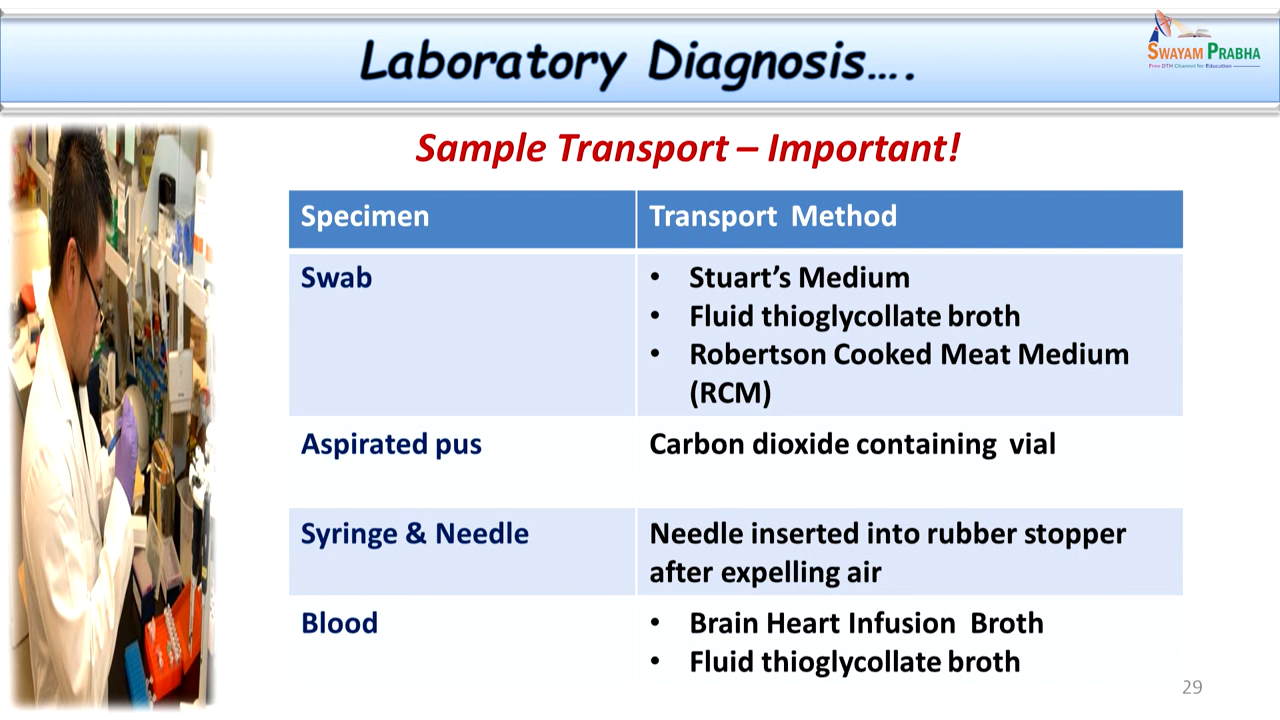 Laboratory Diagnosis….
SWAYAM PRABHA
Free DTH Channel for Education
Sample Transport – Important!
Specimen
Transport Method
Swab
• Stuart’s Medium
• Fluid thioglycollate broth
• Robertson Cooked Meat Medium
(RCM)
Aspirated pus
Carbon dioxide containing vial
Syringe & Needle
Needle inserted into rubber stopper
after expelling air
Blood
• Brain Heart Infusion Broth
• Fluid thioglycollate broth
29